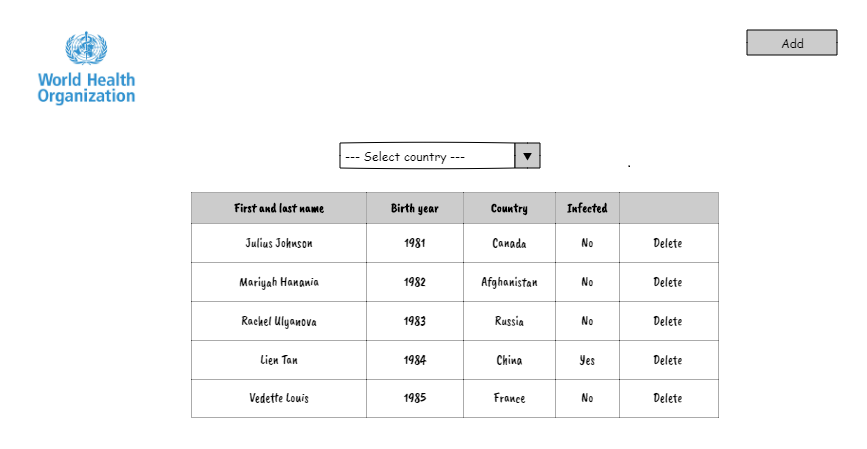 Add
World Health
Organization
--- Select country ---
First and last name Birth year Country Infected
Julius Johnson 1981 Canada No Delete
Mariyah Hanania 1982 Afghanistan No Delete
Rachel Ulyanova 1983 Russia No Delete
Lien Tan 1984 China Yes Delete
Vedette Louis 1985 France No Delete